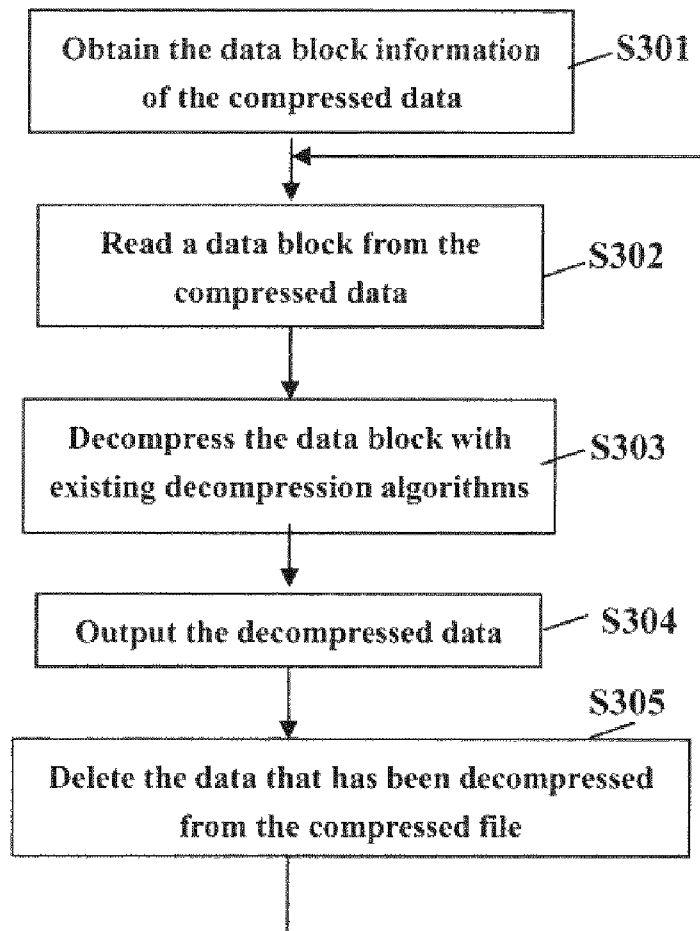 Obtain the data block information
of the compressed data
S301
Read a data block from the
compressed data
S302
Decompress the data block with
existing decompression algorithms
S303
Output the decompressed data
S304
S305
Delete the data that has been decompressed
from the compressed file